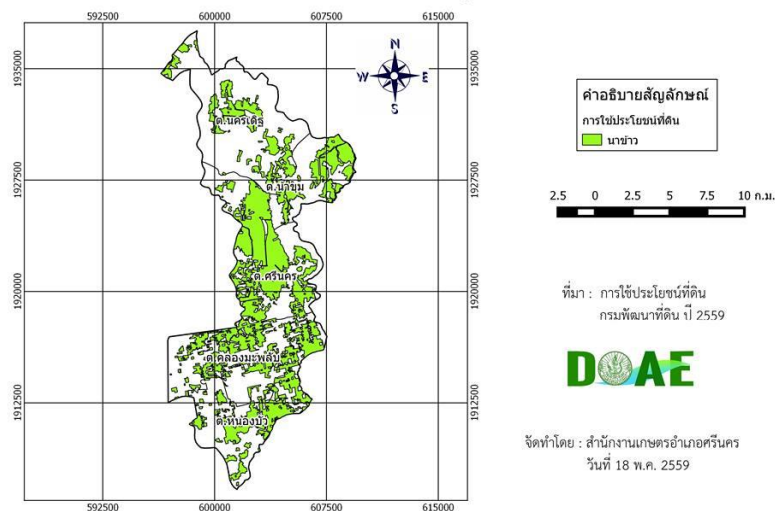 592500 600000 607500 615000
1935000 1935000
N
W E
S
คำอธิบายสัญลักษณ์
การใช้ประโยชน์ที่ดิน
นาข้าว
ต.นครเดิฐ
1927500 1927500
ต.น้ำขุม
2.5 0 2.5 5 7.5 10 ก.ม.
ต.ศรีนคร
1920000 1920000
ที่มา : การใช้ประโยชน์ที่ดิน
กรมพัฒนาที่ดิน ปี 2559
ต.คลองมะพลับ
DOAE
1912500 1912500
ต.หนองบัว
จัดทำโดย : สำนักงานเกษตรอำเภอศรีนคร
วันที่ 18 พ.ค. 2559
592500 600000 607500 615000